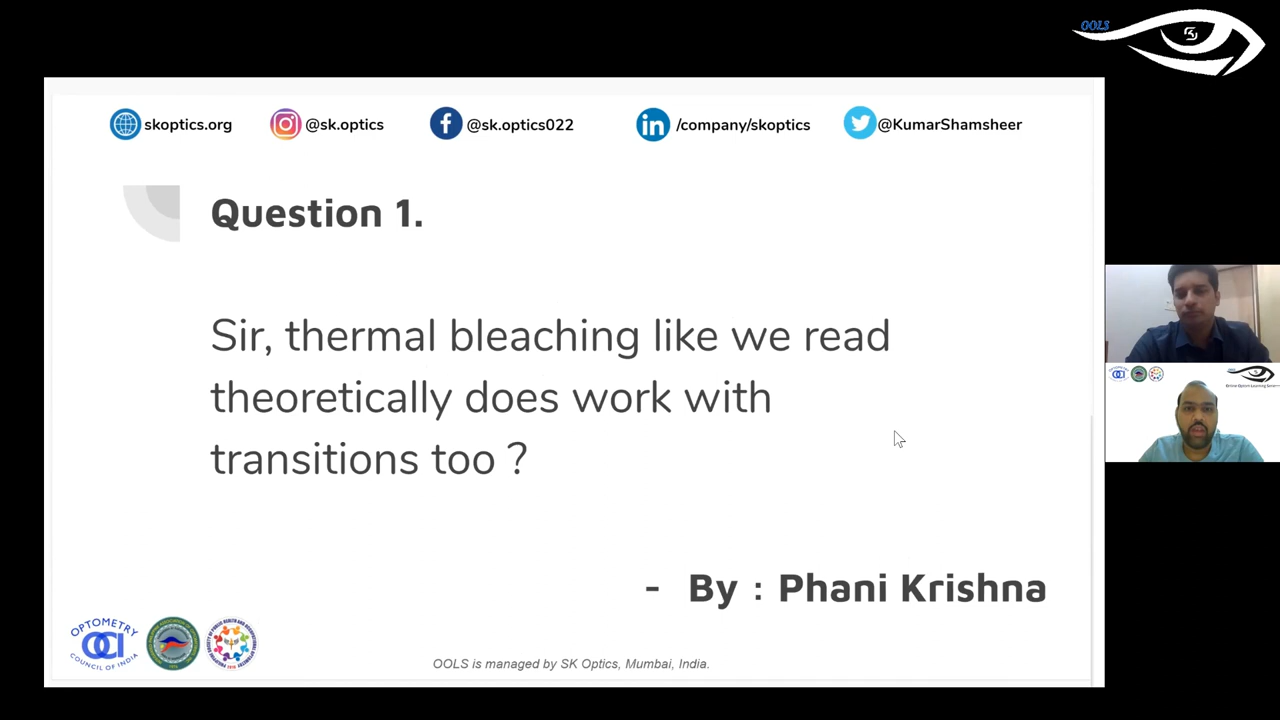 OOLS
skoptics.org @sk.optics @sk.optics022 /company/skoptics @KumarShamsheer
Question 1.
Sir, thermal bleaching like we read
theoretically does work with
transitions too ?
- By : Phani Krishna
OPTOMETRY
OCI
COUNCIL OF INDIA
OOLS is managed by SK Optics, Mumbai, India.